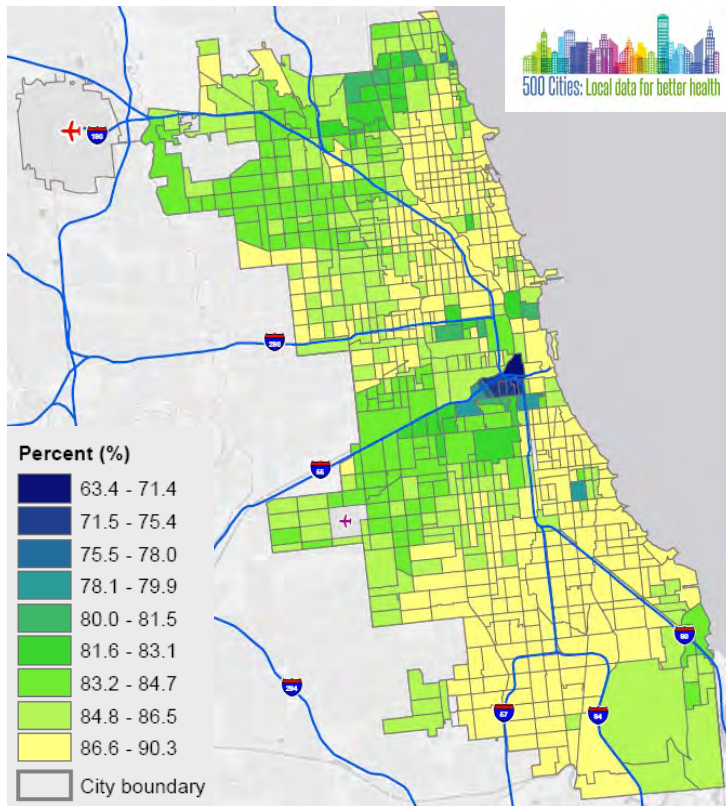 500 Cities: Local data for better health
190
290
55
90
294
57
94
Percent (%)
63.4 - 71.4
71.5 - 75.4
75.5 - 78.0
78.1 - 79.9
80.0 - 81.5
81.6 - 83.1
83.2 - 84.7
84.8 - 86.5
86.6 - 90.3
City boundary